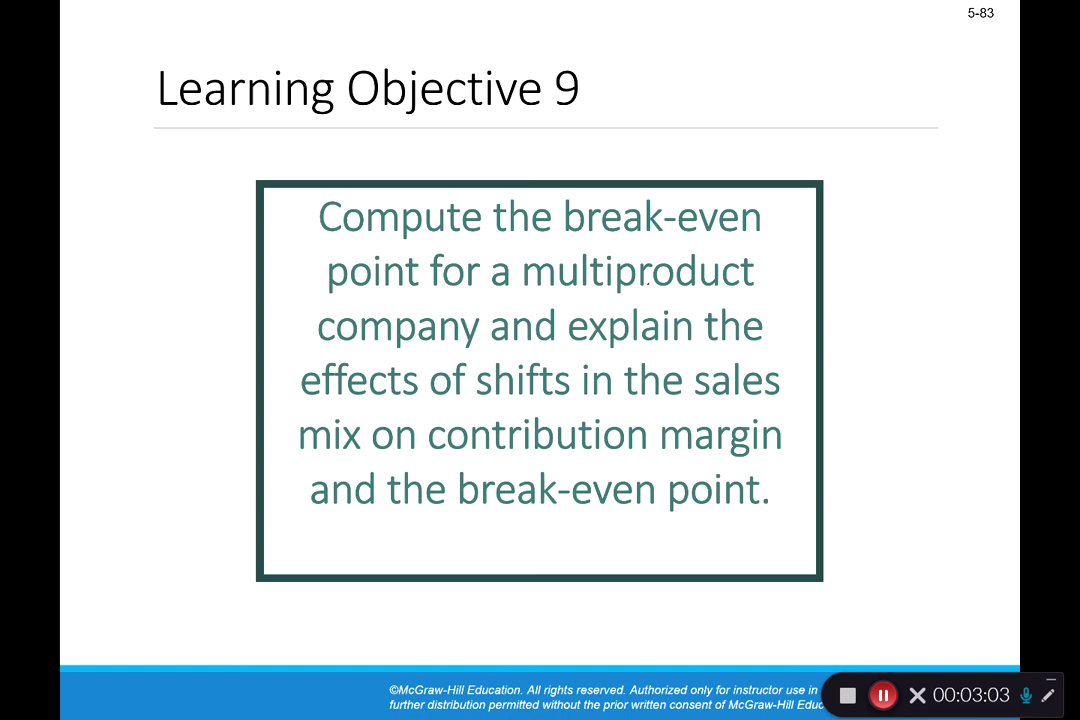 5-83
Learning Objective 9
Compute the break-even
point for a multiproduct
company and explain the
effects of shifts in the sales
mix on contribution margin
and the break-even point.
©McGraw-Hill Education. All rights reserved. Authorized only for instructor use in
further distribution permitted without the prior written consent of McGraw-Hill Educ
00:03:03